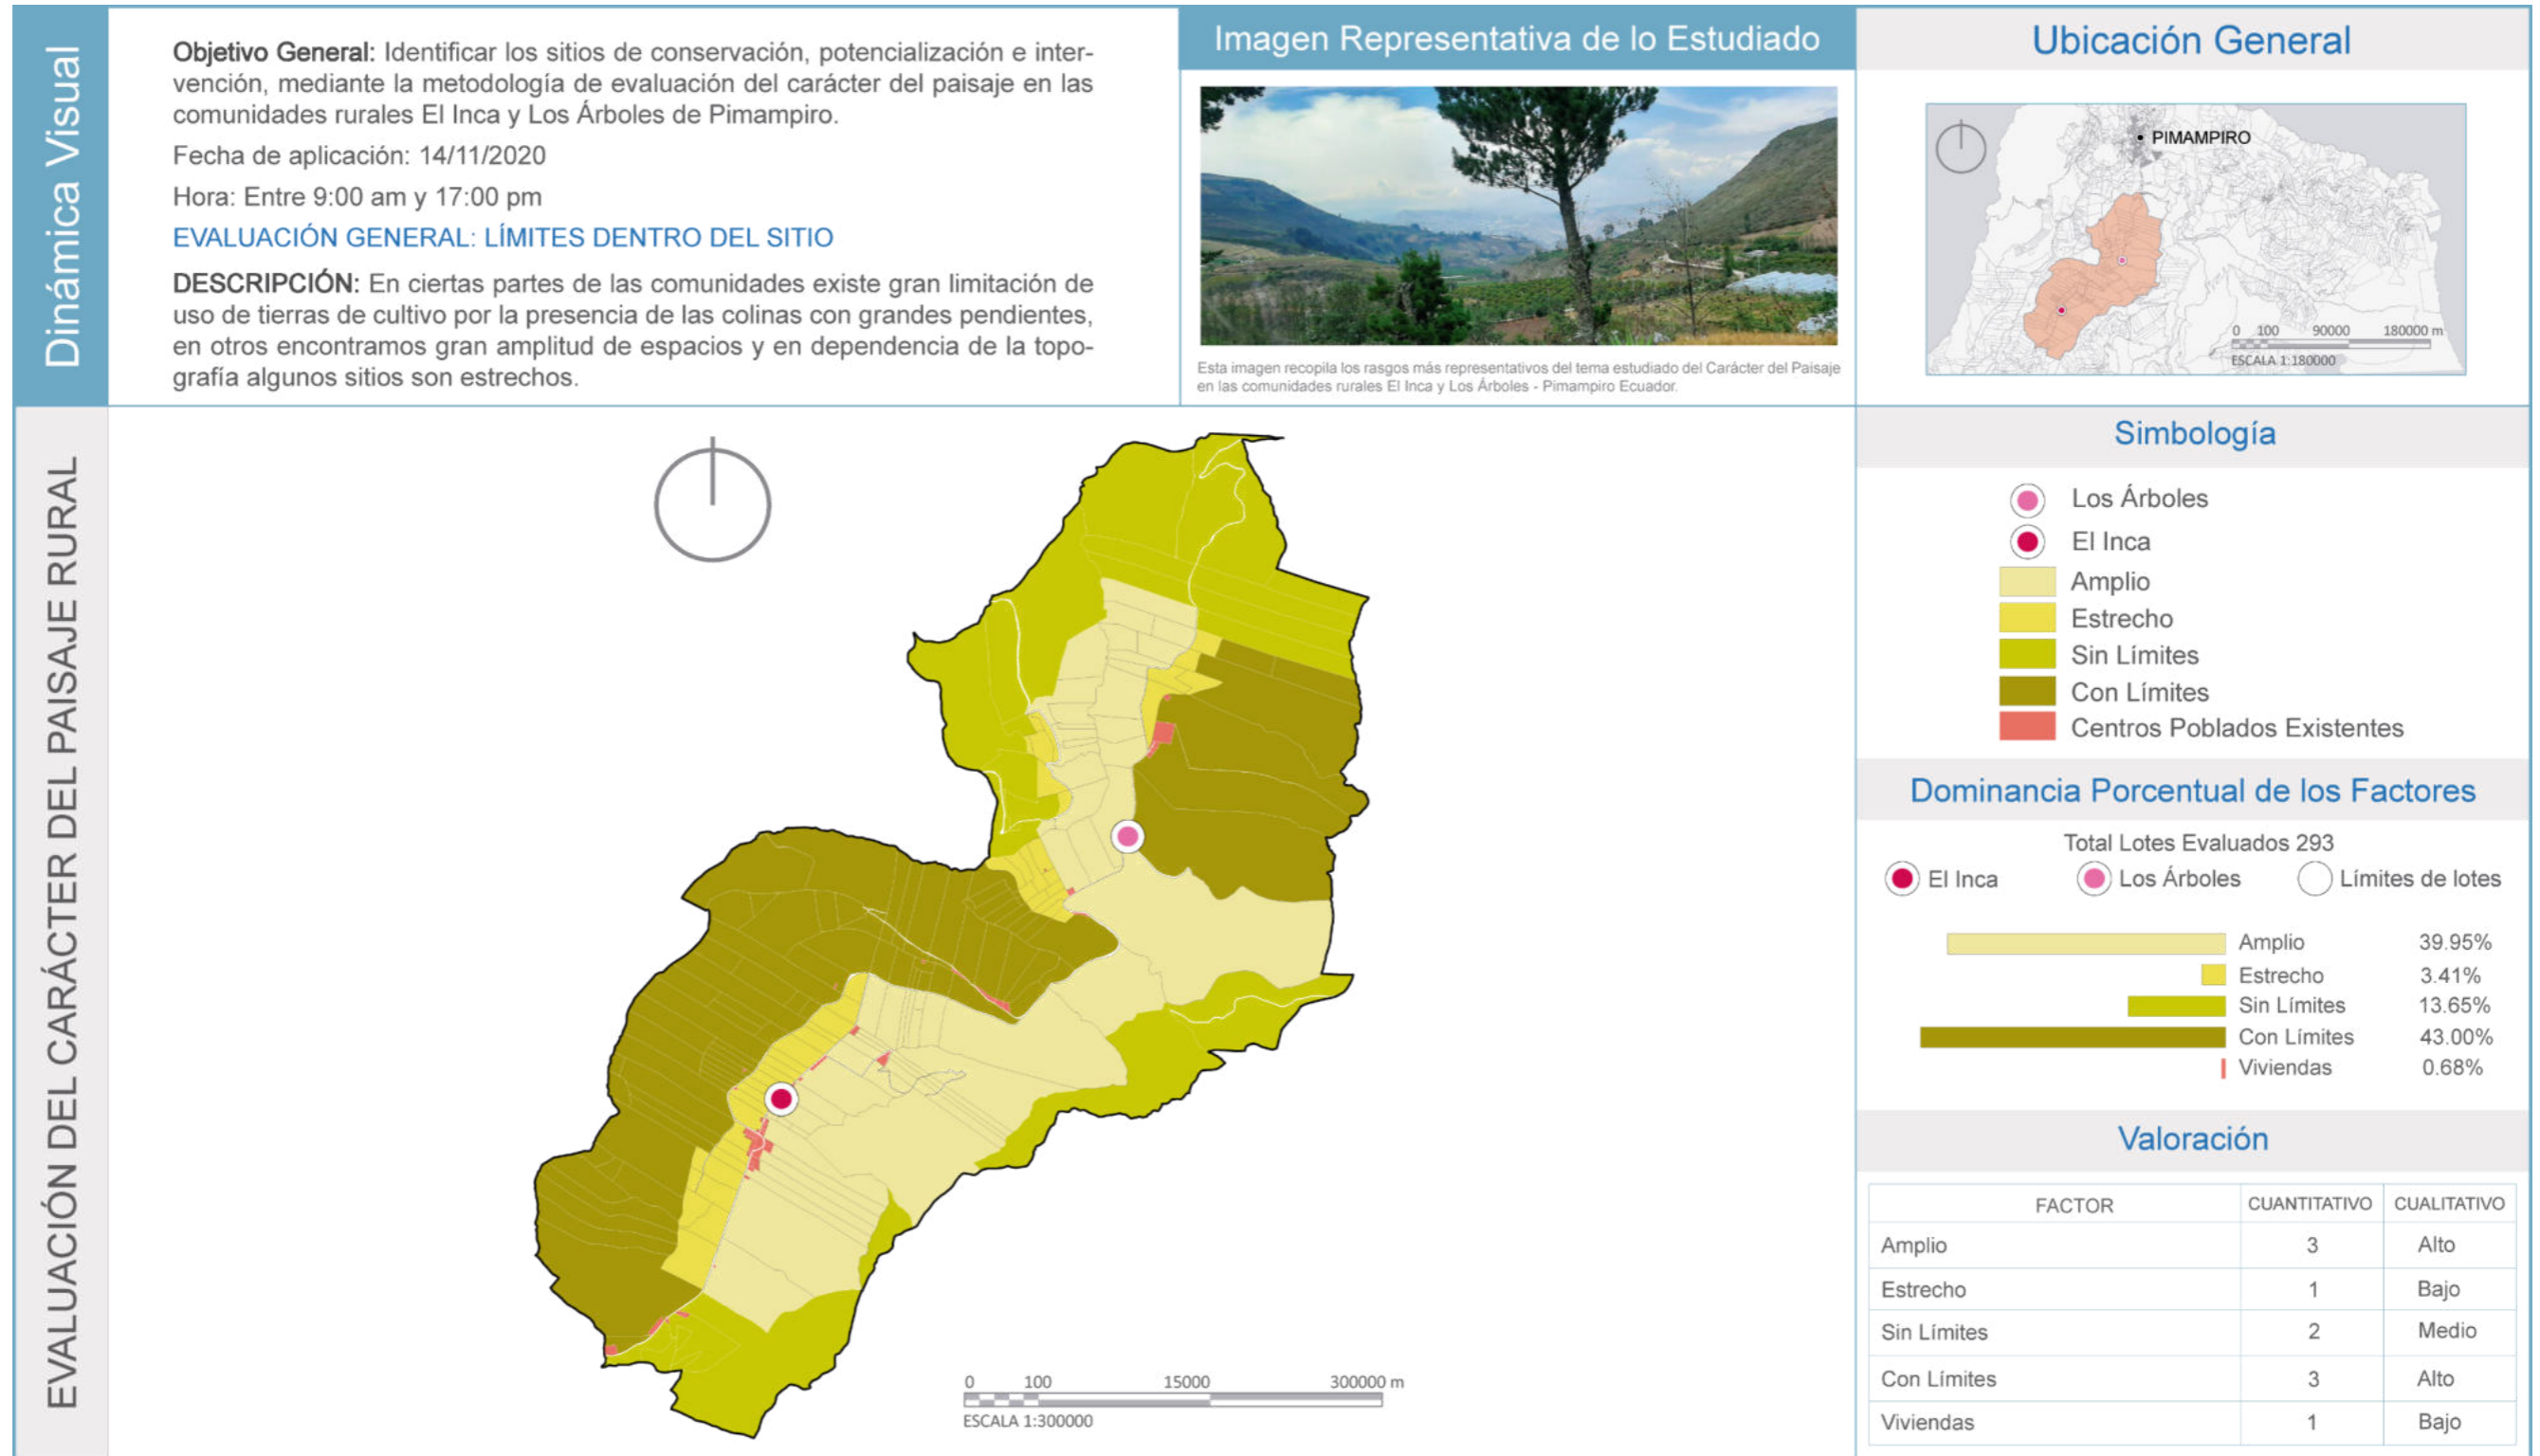 Dinámica Visual
Objetivo General: Identificar los sitios de conservación, potencialización e inter-
vención, mediante la metodología de evaluación del carácter del paisaje en las
comunidades rurales El Inca y Los Árboles de Pimampiro.
Fecha de aplicación: 14/11/2020
Hora: Entre 9:00 am y 17:00 pm
EVALUACIÓN GENERAL: LÍMITES DENTRO DEL SITIO
DESCRIPCIÓN: En ciertas partes de las comunidades existe gran limitación de
uso de tierras de cultivo por la presencia de las colinas con grandes pendientes,
en otros encontramos gran amplitud de espacios y en dependencia de la topo-
grafía algunos sitios son estrechos.
Imagen Representativa de lo Estudiado
Esta imagen recopila los rasgos más representativos del tema estudiado del Carácter del Paisaje
en las comunidades rurales El Inca y Los Árboles - Pimampiro Ecuador.
Ubicación General
PIMAMPIRO
0 100 90000 180000 m
ESCALA 1:180000
EVALUACIÓN DEL CARÁCTER DEL PAISAJE RURAL
0 100 15000 300000 m
ESCALA 1:300000
Simbología
Los Árboles
El Inca
Amplio
Estrecho
Sin Límites
Con Límites
Centros Poblados Existentes
Dominancia Porcentual de los Factores
Total Lotes Evaluados 293
El Inca Los Árboles Límites de lotes
Amplio 39.95%
Estrecho 3.41%
Sin Límites 13.65%
Con Límites 43.00%
Viviendas 0.68%
Valoración
FACTOR CUANTITATIVO CUALITATIVO
Amplio 3 Alto
Estrecho 1 Bajo
Sin Límites 2 Medio
Con Límites 3 Alto
Viviendas 1 Bajo